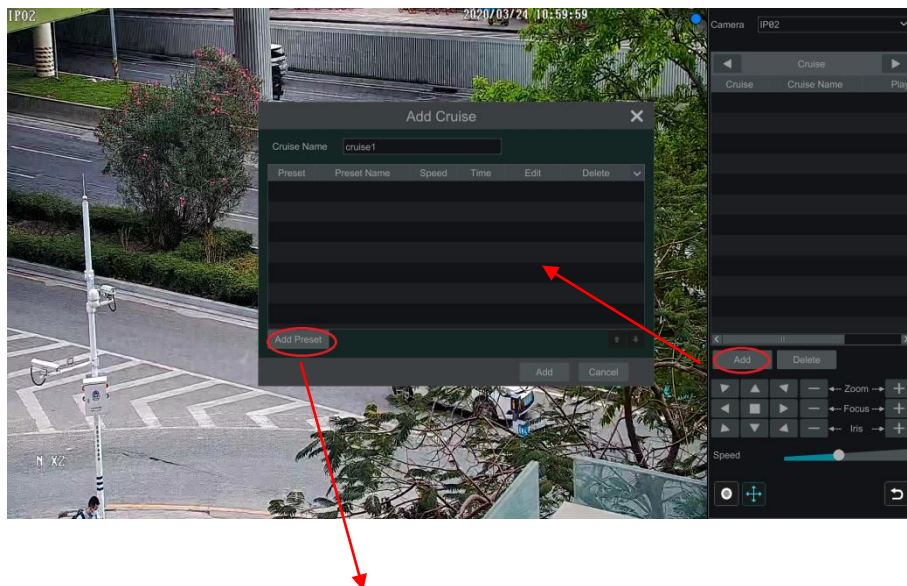 IP02
2020/03/24 10:59:59
Add Cruise
Cruise Name cruise1
Preset Preset Name Speed Time Edit Delete
Add Preset
Add Cancel
N X2
Camera IP02
Cruise
Cruise Cruise Name Play
Add Delete
Zoom
Focus
Iris
Speed